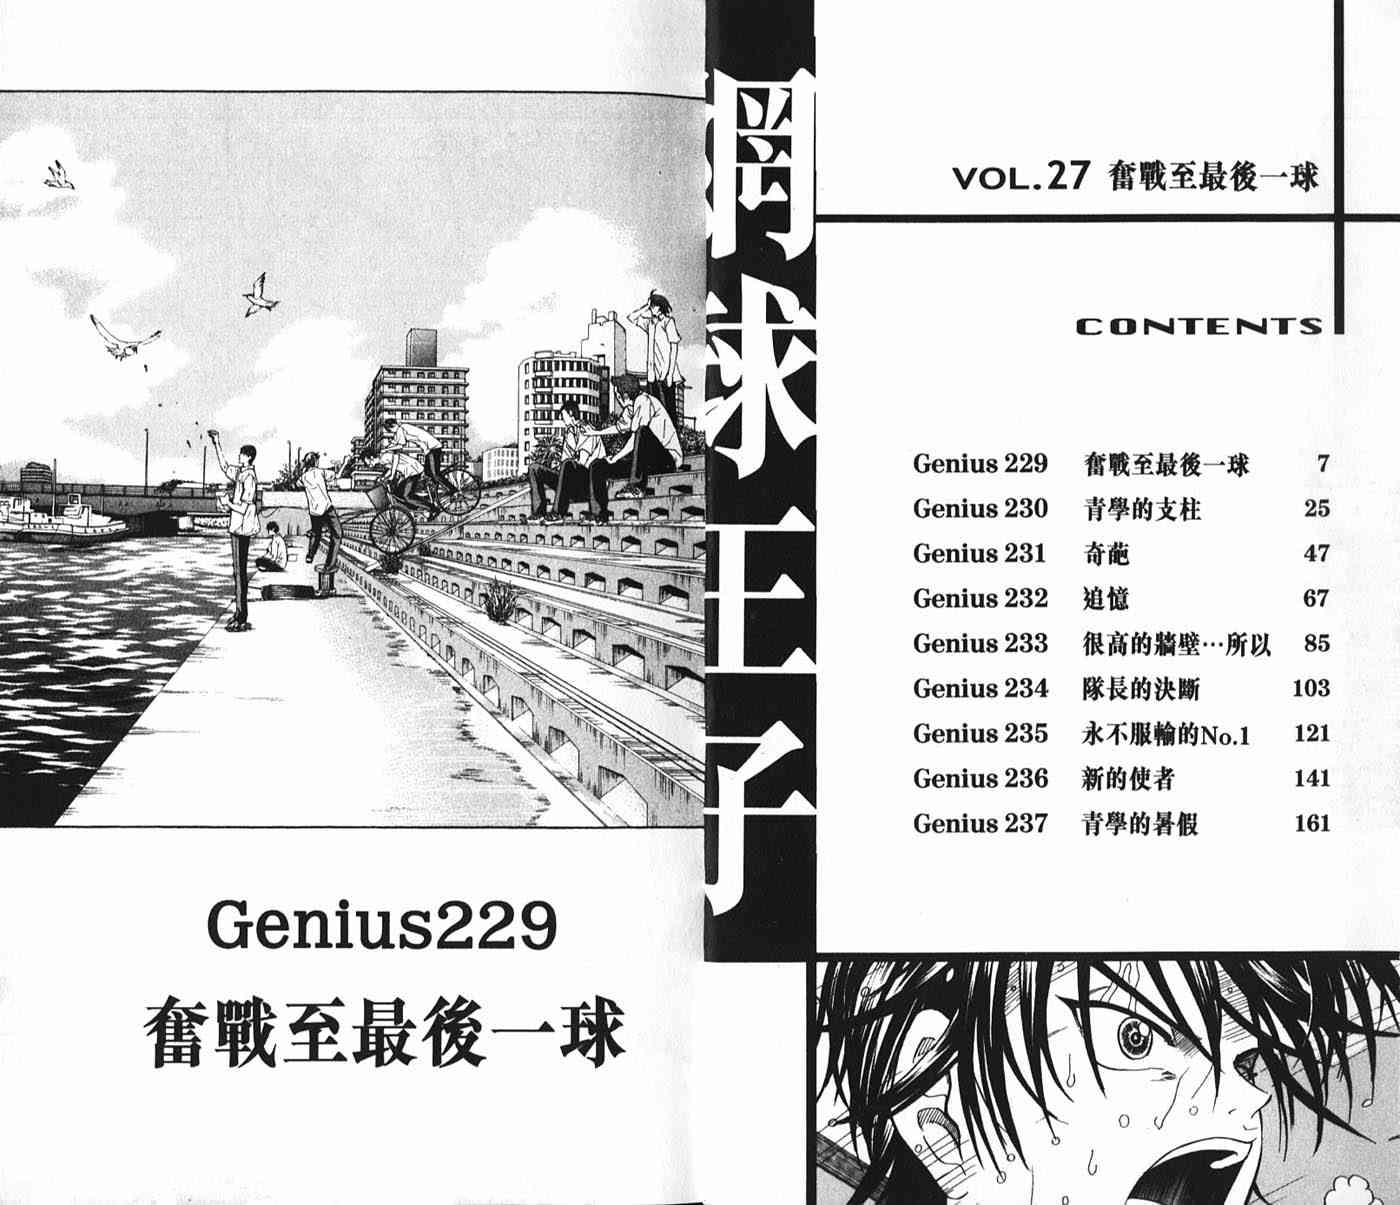 網球王子
VOL.27 奮戰至最後一球
CONTENTS
Genius 229 奮戰至最後一球 7
Genius 230 青學的支柱 25
Genius 231 奇葩 47
Genius 232 追憶 67
Genius 233 很高的牆壁…所以 85
Genius 234 隊長的決斷 103
Genius 235 永不服輸的No.1 121
Genius 236 新的使者 141
Genius 237 青學的暑假 161
Genius229
奮戰至最後一球